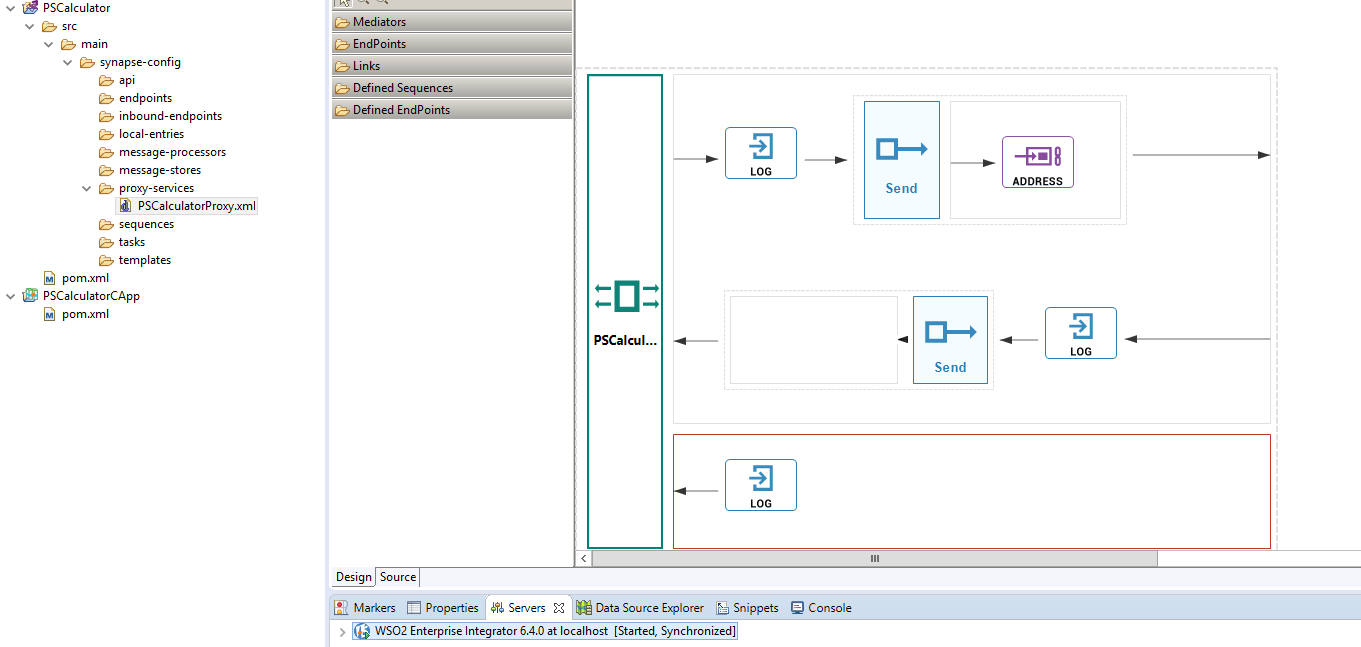 PSCalculator
src
main
synapse-config
api
endpoints
inbound-endpoints
local-entries
message-processors
message-stores
proxy-services
PSCalculatorProxy.xml
sequences
tasks
templates
pom.xml
PSCalculatorCApp
pom.xml
Mediators
EndPoints
Links
Defined Sequences
Defined EndPoints
PSCalcul...
LOG
Send
ADDRESS
Send
LOG
LOG
Design
Source
Markers
Properties
Servers
Data Source Explorer
Snippets
Console
WSO2 Enterprise Integrator 6.4.0 at localhost [Started, Synchronized]